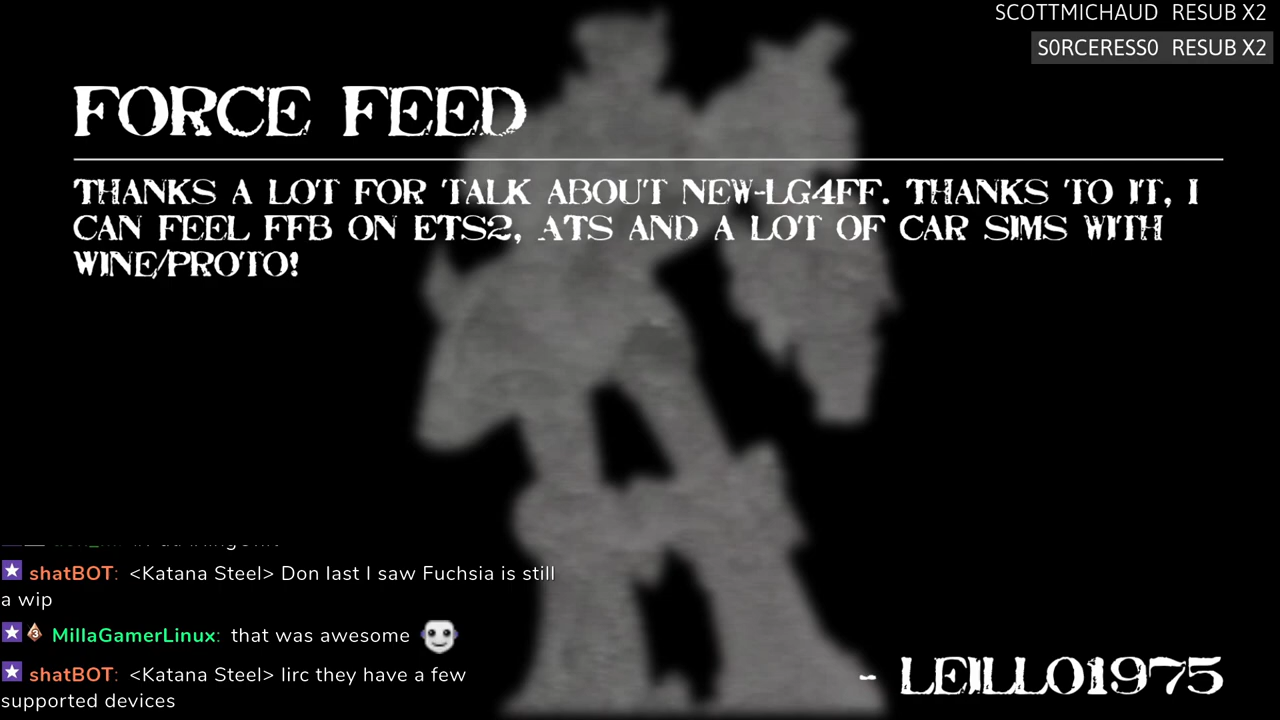 SCOTTMICHAUD RESUB X2
S0RCERESS0 RESUB X2
FORCE FEED
THANKS A LOT FOR TALK ABOUT NEW-LG4FF. THANKS TO IT, I
CAN FEEL FFB ON ETS2, ATS AND A LOT OF CAR SIMS WITH
WINE/PROTO!
shatBOT: <Katana Steel> Don last I saw Fuchsia is still
a wip
MillaGamerLinux: that was awesome
shatBOT: <Katana Steel> Iirc they have a few
supported devices
- LEILLO1975